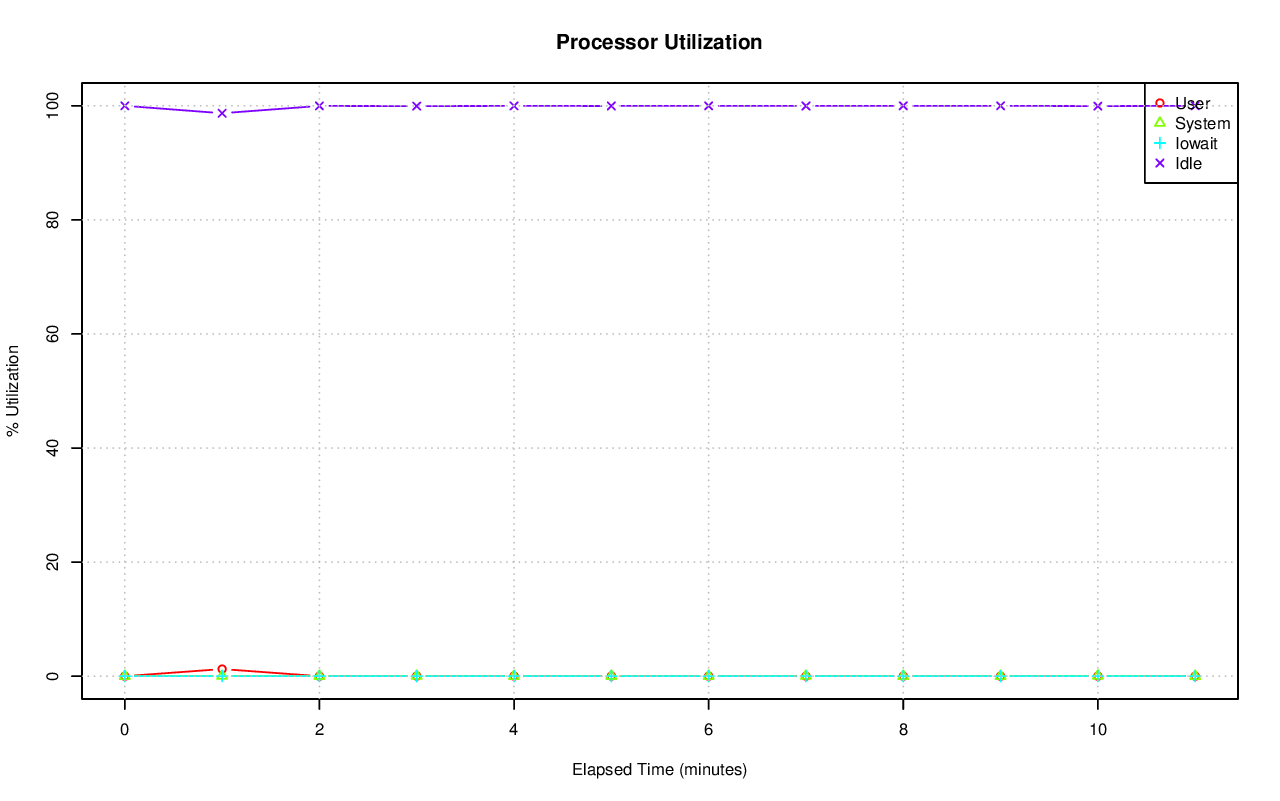 Processor Utilization
% Utilization
100
80
60
40
20
0
User
System
Iowait
Idle
0 2 4 6 8 10
Elapsed Time (minutes)